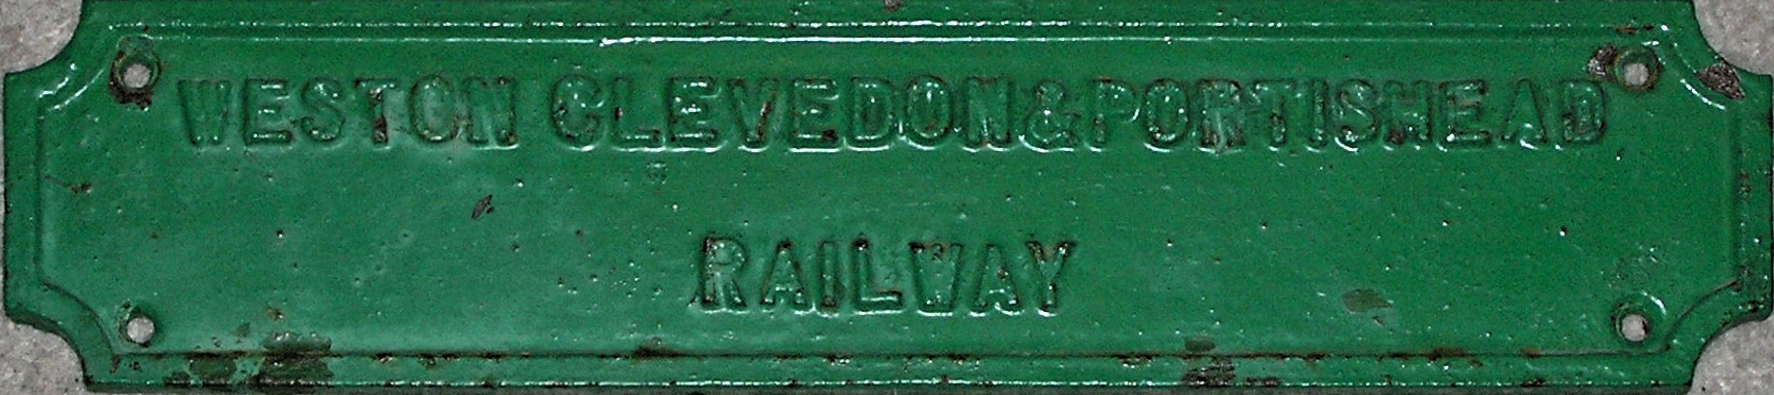 WESTON CLEVEDON & PORTISHEAD
RAILWAY